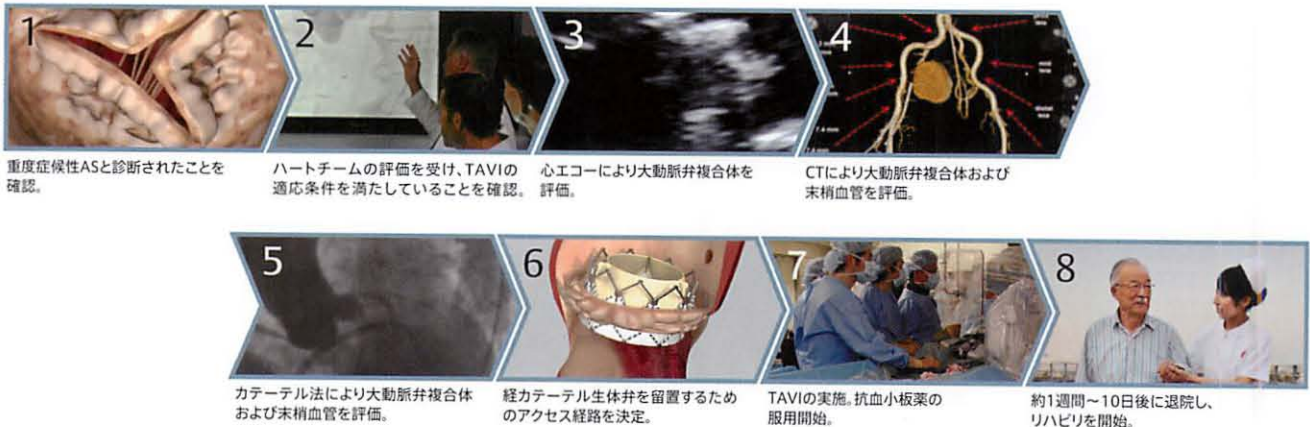 1
重度症候性ASと診断されたことを
確認。
2
ハートチームの評価を受け、TAVIの
適応条件を満たしていることを確認。
3
心エコーにより大動脈弁複合体を
評価。
4
CTにより大動脈弁複合体および
末梢血管を評価。
5
カテーテル法により大動脈弁複合体
および末梢血管を評価。
6
経カテーテル生体弁を留置するため
のアクセス経路を決定。
7
TAVIの実施。抗血小板薬の
服用開始。
8
約1週間～10日後に退院し、
リハビリを開始。